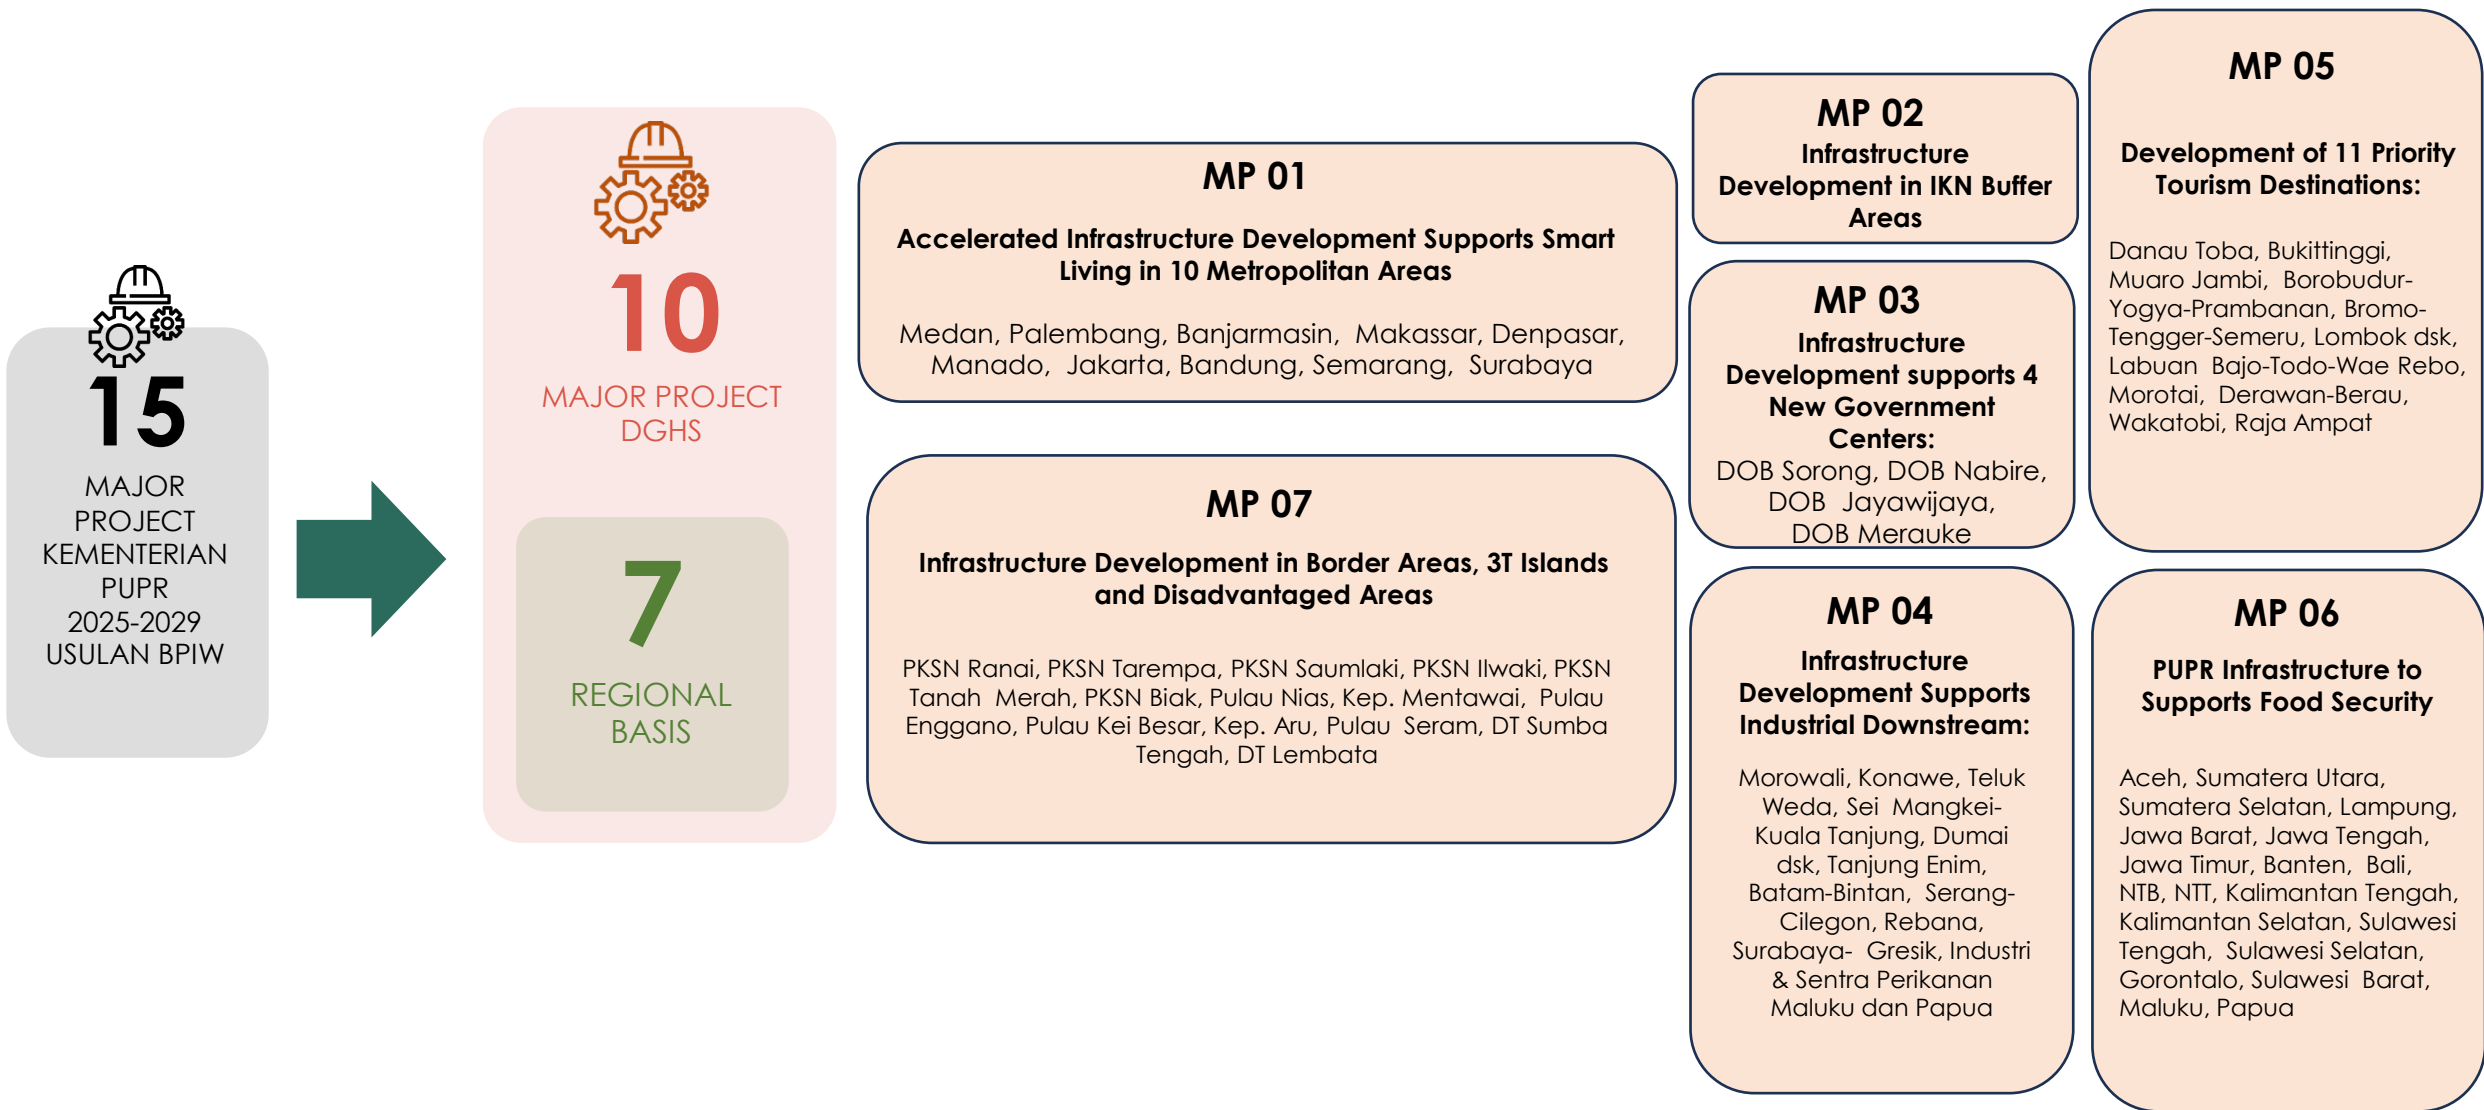 15
MAJOR
PROJECT
KEMENTERIAN
PUPR
2025-2029
USULAN BPIW
10
MAJOR PROJECT
DGHS
7
REGIONAL
BASIS
MP 01
Accelerated Infrastructure Development Supports Smart
Living in 10 Metropolitan Areas
Medan, Palembang, Banjarmasin, Makassar, Denpasar,
Manado, Jakarta, Bandung, Semarang, Surabaya
MP 07
Infrastructure Development in Border Areas, 3T Islands
and Disadvantaged Areas
PKSN Ranai, PKSN Tarempa, PKSN Saumlaki, PKSN Ilwaki, PKSN
Tanah Merah, PKSN Biak, Pulau Nias, Kep. Mentawai, Pulau
Enggano, Pulau Kei Besar, Kep. Aru, Pulau Seram, DT Sumba
Tengah, DT Lembata
MP 02
Infrastructure
Development in IKN Buffer
Areas
MP 03
Infrastructure
Development supports 4
New Government
Centers:
DOB Sorong, DOB Nabire,
DOB Jayawijaya,
DOB Merauke
MP 04
Infrastructure
Development Supports
Industrial Downstream:
Morowali, Konawe, Teluk
Weda, Sei Mangkei-
Kuala Tanjung, Dumai
dsk, Tanjung Enim,
Batam-Bintan, Serang-
Cilegon, Rebana,
Surabaya- Gresik, Industri
& Sentra Perikanan
Maluku dan Papua
MP 05
Development of 11 Priority
Tourism Destinations:
Danau Toba, Bukittinggi,
Muaro Jambi, Borobudur-
Yogya-Prambanan, Bromo-
Tengger-Semeru, Lombok dsk,
Labuan Bajo-Todo-Wae Rebo,
Morotai, Derawan-Berau,
Wakatobi, Raja Ampat
MP 06
PUPR Infrastructure to
Supports Food Security
Aceh, Sumatera Utara,
Sumatera Selatan, Lampung,
Jawa Barat, Jawa Tengah,
Jawa Timur, Banten, Bali,
NTB, NTT, Kalimantan Tengah,
Kalimantan Selatan, Sulawesi
Tengah, Sulawesi Selatan,
Gorontalo, Sulawesi Barat,
Maluku, Papua